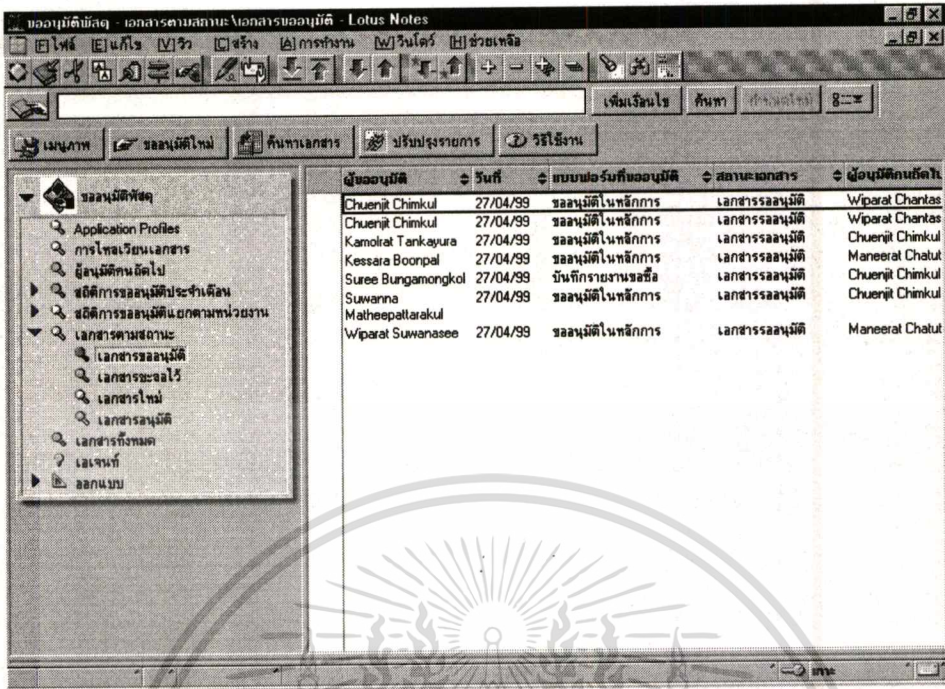 ขออนุมัติพัสดุ - เอกสารตามสถานะ\เอกสารขออนุมัติ - Lotus Notes
[F]ไฟล์ [E]แก้ไข [V]วิว [C]สร้าง [A]การทำงาน [W]วินโดว์ [H]ช่วยเหลือ
เพิ่มเงื่อนไข ค้นหา กำหนดใหม่
เมนูภาพ ขออนุมัติใหม่ ค้นหาเอกสาร ปรับปรุงรายการ วิธีใช้งาน
ขออนุมัติพัสดุ
Application Profiles
การไหลเวียนเอกสาร
ผู้อนุมัติคนถัดไป
สถิติการขออนุมัติประจำเดือน
สถิติการขออนุมัติแยกตามหน่วยงาน
เอกสารตามสถานะ
เอกสารขออนุมัติ
เอกสารชะลอไว้
เอกสารใหม่
เอกสารอนุมัติ
เอกสารทั้งหมด
เอเจนท์
ออกแบบ
ผู้ขออนุมัติ วันที่ แบบฟอร์มที่ขออนุมัติ สถานะเอกสาร ผู้อนุมัติคนถัดไ
Chuenjit Chimkul 27/04/99 ขออนุมัติในหลักการ เอกสารรออนุมัติ Wiparat Chantas
Chuenjit Chimkul 27/04/99 ขออนุมัติในหลักการ เอกสารรออนุมัติ Wiparat Chantas
Kamolrat Tankayura 27/04/99 ขออนุมัติในหลักการ เอกสารรออนุมัติ Chuenjit Chimkul
Kessara Boonpal 27/04/99 ขออนุมัติในหลักการ เอกสารรออนุมัติ Maneerat Chatut
Suree Bungamongkol 27/04/99 บันทึกรายงานขอซื้อ เอกสารรออนุมัติ Chuenjit Chimkul
Suwanna 27/04/99 ขออนุมัติในหลักการ เอกสารรออนุมัติ Chuenjit Chimkul
Matheepattarakul
Wiparat Suwanasee 27/04/99 ขออนุมัติในหลักการ เอกสารรออนุมัติ Maneerat Chatut
เกาะ